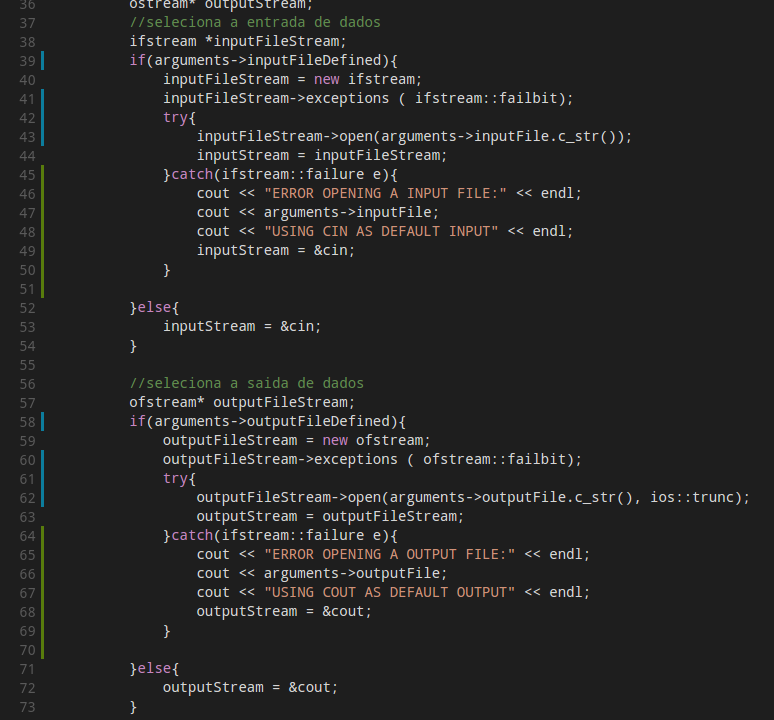 36 ostream* outputStream;
37 //seleciona a entrada de dados
38 ifstream *inputFileStream;
39 if(arguments->inputFileDefined){
40 inputFileStream = new ifstream;
41 inputFileStream->exceptions ( ifstream::failbit);
42 try{
43 inputFileStream->open(arguments->inputFile.c_str());
44 inputStream = inputFileStream;
45 }catch(ifstream::failure e){
46 cout << "ERROR OPENING A INPUT FILE:" << endl;
47 cout << arguments->inputFile;
48 cout << "USING CIN AS DEFAULT INPUT" << endl;
49 inputStream = &cin;
50 }
51
52 }else{
53 inputStream = &cin;
54 }
55
56 //seleciona a saida de dados
57 ofstream* outputFileStream;
58 if(arguments->outputFileDefined){
59 outputFileStream = new ofstream;
60 outputFileStream->exceptions ( ofstream::failbit);
61 try{
62 outputFileStream->open(arguments->outputFile.c_str(), ios::trunc);
63 outputStream = outputFileStream;
64 }catch(ifstream::failure e){
65 cout << "ERROR OPENING A OUTPUT FILE:" << endl;
66 cout << arguments->outputFile;
67 cout << "USING COUT AS DEFAULT OUTPUT" << endl;
68 outputStream = &cout;
69 }
70
71 }else{
72 outputStream = &cout;
73 }